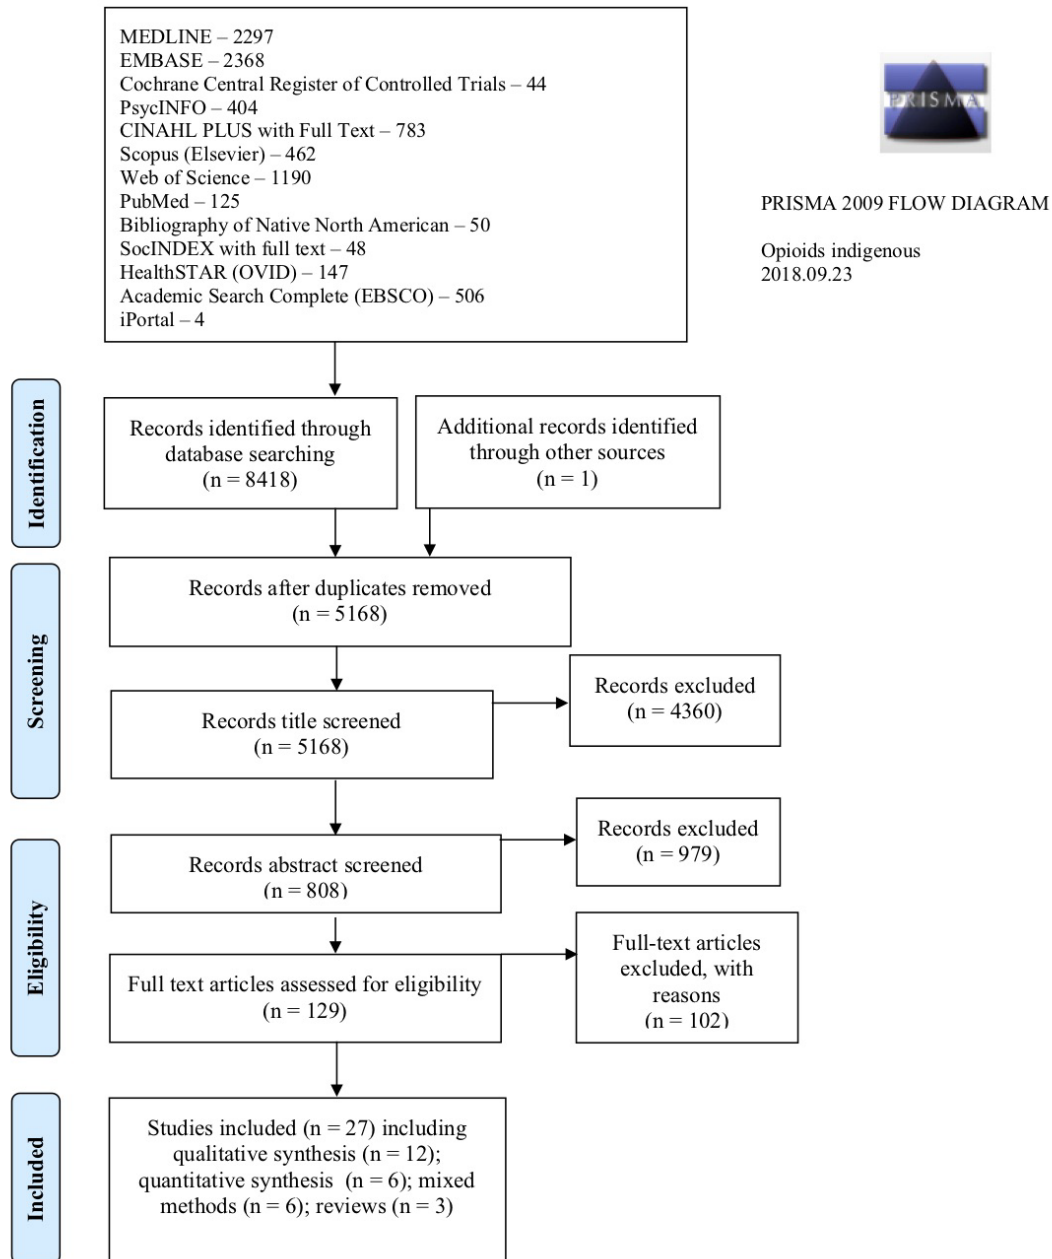 MEDLINE – 2297
EMBASE – 2368
Cochrane Central Register of Controlled Trials – 44
PsycINFO – 404
CINAHL PLUS with Full Text – 783
Scopus (Elsevier) – 462
Web of Science – 1190
PubMed – 125
Bibliography of Native North American – 50
SocINDEX with full text – 48
HealthSTAR (OVID) – 147
Academic Search Complete (EBSCO) – 506
iPortal – 4
PRISMA
PRISMA 2009 FLOW DIAGRAM
Opioids indigenous
2018.09.23
Identification
Records identified through
database searching
(n = 8418)
Additional records identified
through other sources
(n = 1)
Screening
Records after duplicates removed
(n = 5168)
Records title screened
(n = 5168)
Records excluded
(n = 4360)
Eligibility
Records abstract screened
(n = 808)
Records excluded
(n = 979)
Full text articles assessed for eligibility
(n = 129)
Full-text articles
excluded, with
reasons
(n = 102)
Included
Studies included (n = 27) including
qualitative synthesis (n = 12);
quantitative synthesis (n = 6); mixed
methods (n = 6); reviews (n = 3)